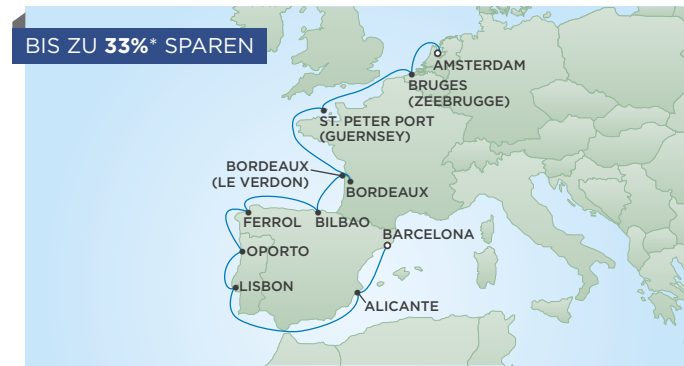 BIS ZU 33%* SPAREN
AMSTERDAM
BRUGES
(ZEEBRUGGE)
ST. PETER PORT
(GUERNSEY)
BORDEAUX
(LE VERDON)
BORDEAUX
FERROL
BILBAO
BARCELONA
OPORTO
LISBON
ALICANTE